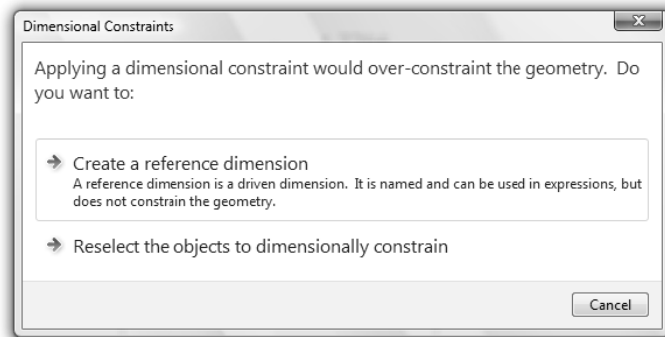 Dimensional Constraints
X
Applying a dimensional constraint would over-constraint the geometry. Do
you want to:
Create a reference dimension
A reference dimension is a driven dimension. It is named and can be used in expressions, but
does not constrain the geometry.
Reselect the objects to dimensionally constrain
Cancel